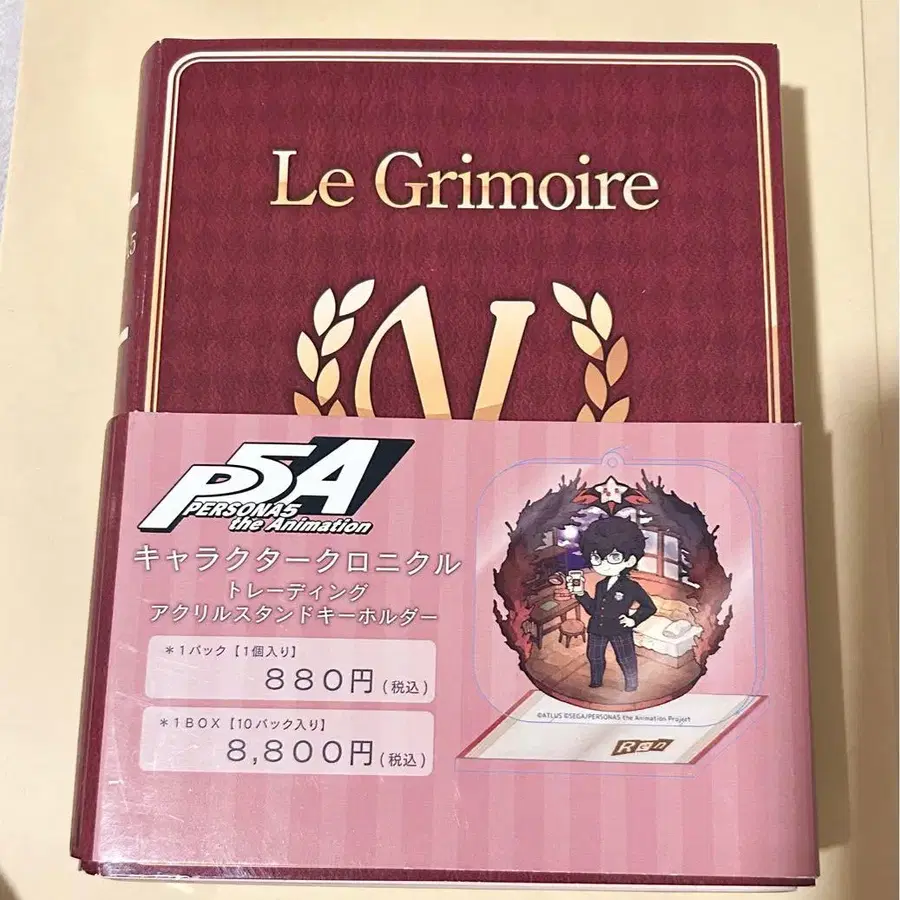 Le Grimoire
V
5
P5A
PERSONA5
the Animation
キャラクタークロニクル
トレーディング
アクリルスタンドキーホルダー
*1パック【1個入り】
880円(税込)
*1BOX【10パック入り】
8,800円(税込)
©ATLUS ©SEGA/PERSONA5 the Animation Project
Ren